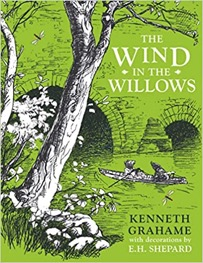 THE
WIND
IN THE
WILLOWS
KENNETH
GRAHAME
with decorations by
E.H. SHEPARD